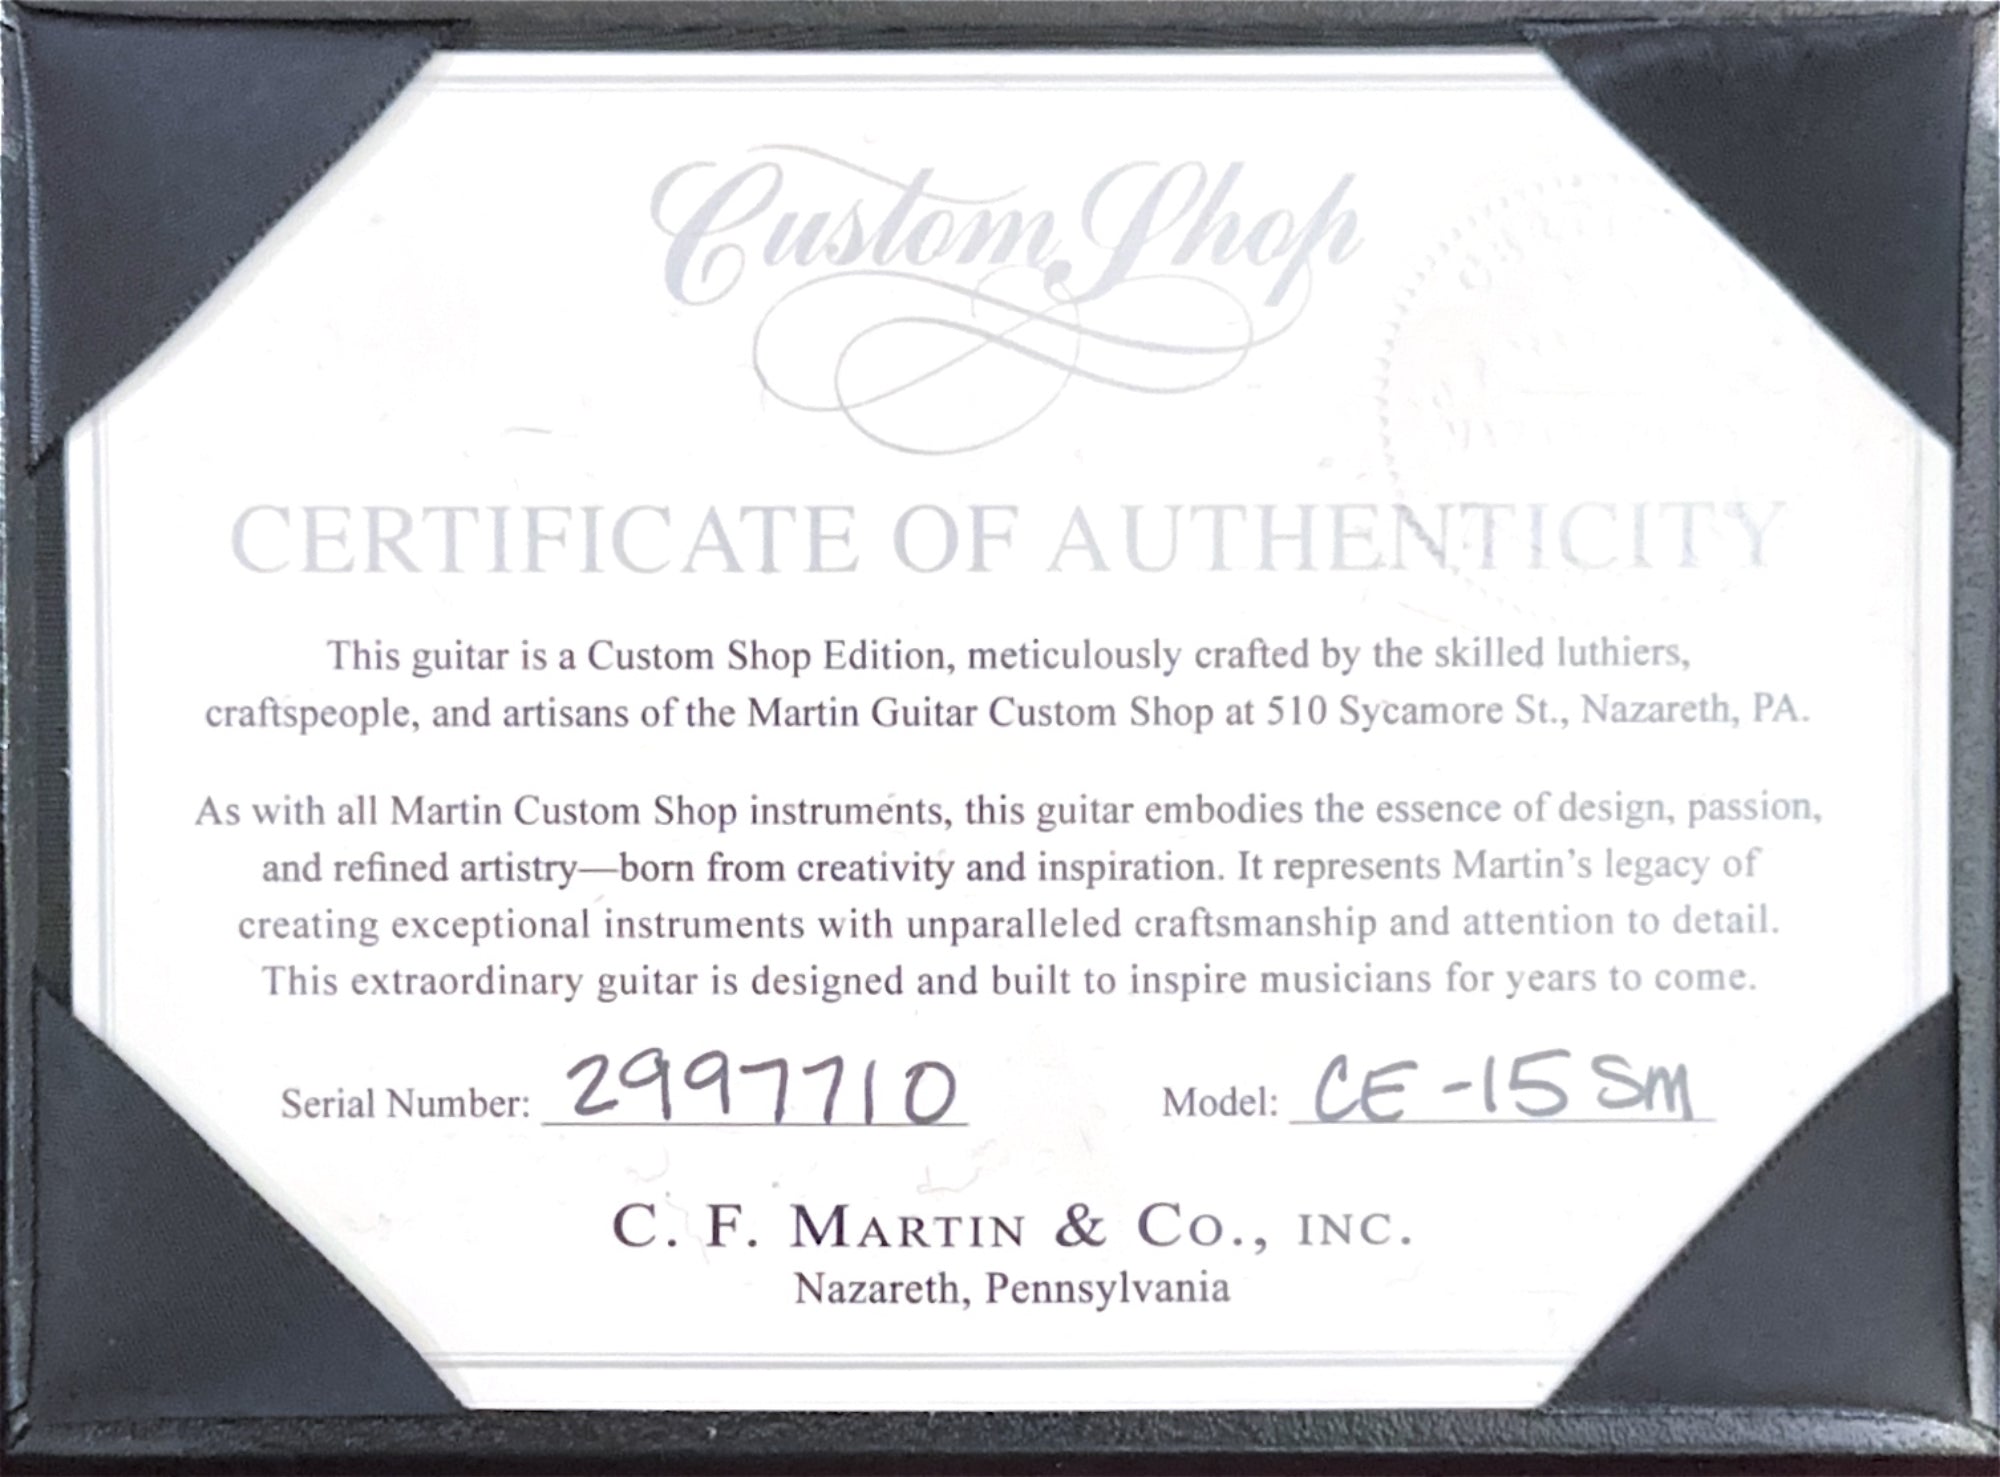 Custom Shop
CERTIFICATE OF AUTHENTICITY
This guitar is a Custom Shop Edition, meticulously crafted by the skilled luthiers,
craftspeople, and artisans of the Martin Guitar Custom Shop at 510 Sycamore St., Nazareth, PA.
As with all Martin Custom Shop instruments, this guitar embodies the essence of design, passion,
and refined artistry—born from creativity and inspiration. It represents Martin's legacy of
creating exceptional instruments with unparalleled craftsmanship and attention to detail.
This extraordinary guitar is designed and built to inspire musicians for years to come.
Serial Number: 2997710 Model: CE-15SM
C. F. MARTIN & CO., INC.
Nazareth, Pennsylvania